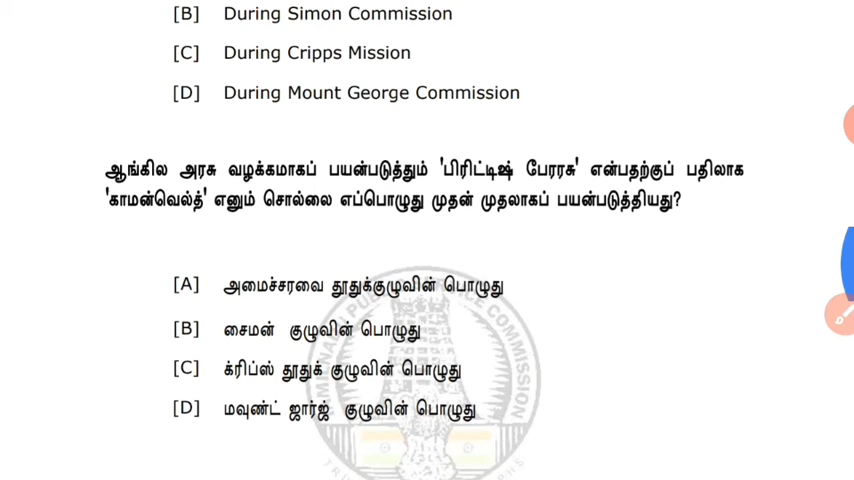 [B] During Simon Commission
[C] During Cripps Mission
[D] During Mount George Commission
ஆங்கில அரசு வழக்கமாகப் பயன்படுத்தும் 'பிரிட்டிஷ் பேரரசு' என்பதற்குப் பதிலாக
'காமன்வெல்த்' எனும் சொல்லை எப்பொழுது முதன் முதலாகப் பயன்படுத்தியது?
[A] அமைச்சரவை தூதுக்குழுவின் பொழுது
[B] சைமன் குழுவின் பொழுது
[C] க்ரிப்ஸ் தூதுக் குழுவின் பொழுது
[D] மவுண்ட் ஜார்ஜ் குழுவின் பொழுது